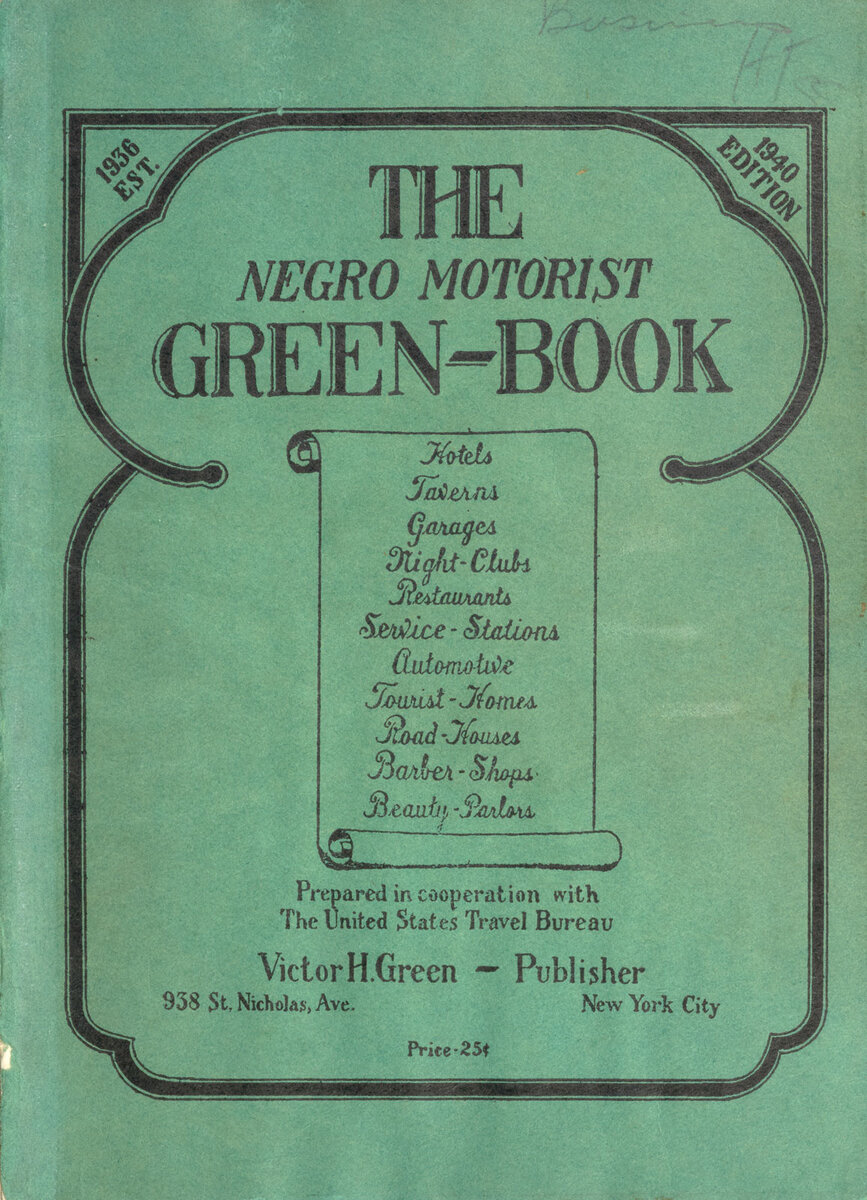 1936
EST.
1940
EDITION
THE
NEGRO MOTORIST
GREEN-BOOK
Hotels
Taverns
Garages
Night-Clubs
Restaurants
Service-Stations
Automotive
Tourist-Homes
Road-Houses
Barber-Shops
Beauty-Parlors
Prepared in cooperation with
The United States Travel Bureau
Victor H. Green — Publisher
938 St. Nicholas, Ave. New York City
Price-25¢